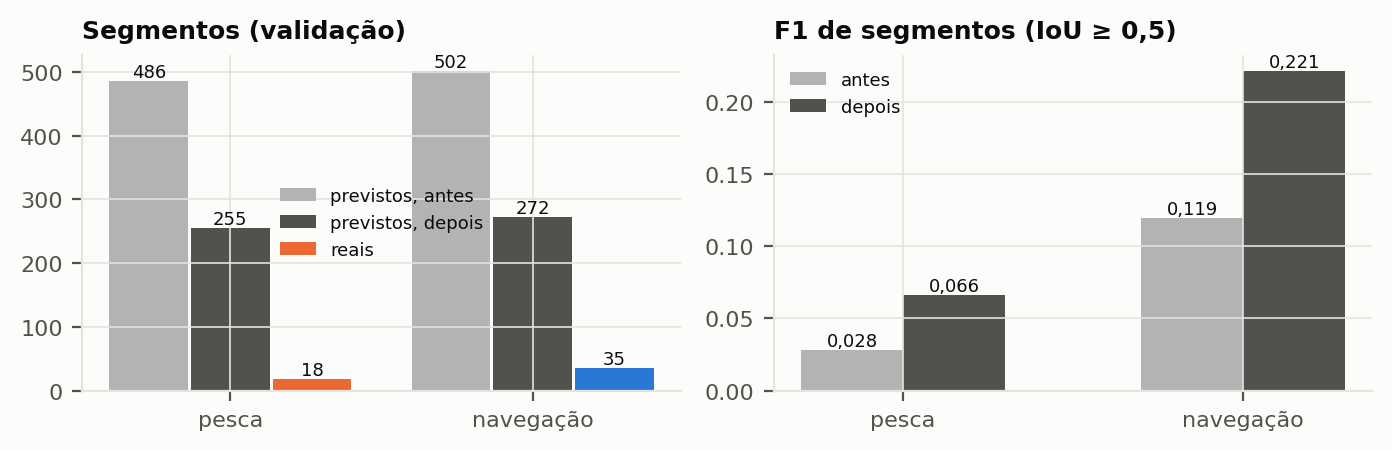 Segmentos (validação)
500
400
300
200
100
0
486
255
18
502
272
35
previstos, antes
previstos, depois
reais
pesca
navegação
F1 de segmentos (IoU ≥ 0,5)
0.20
0.15
0.10
0.05
0.00
antes
depois
0,028
0,066
0,119
0,221
pesca
navegação